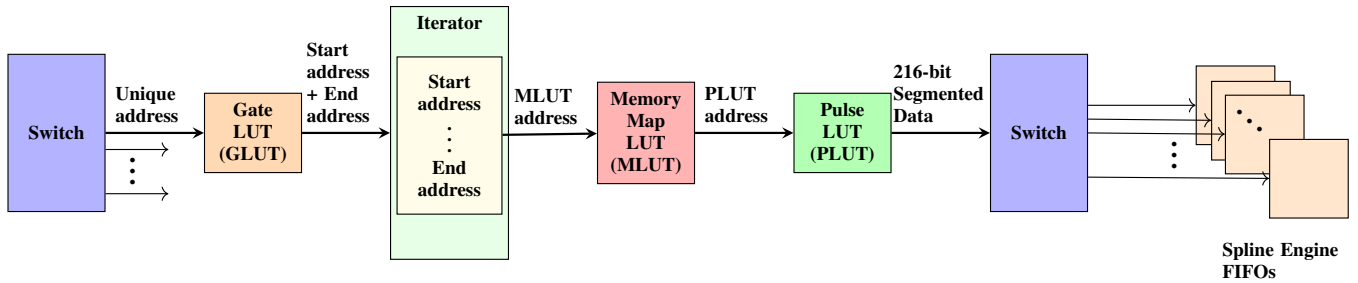 Switch
Unique
address
Gate
LUT
(GLUT)
Start
address
+ End
address
Iterator
Start
address
End
address
MLUT
address
Memory
Map
LUT
(MLUT)
PLUT
address
Pulse
LUT
(PLUT)
216-bit
Segmented
Data
Switch
Spline Engine
FIFOs